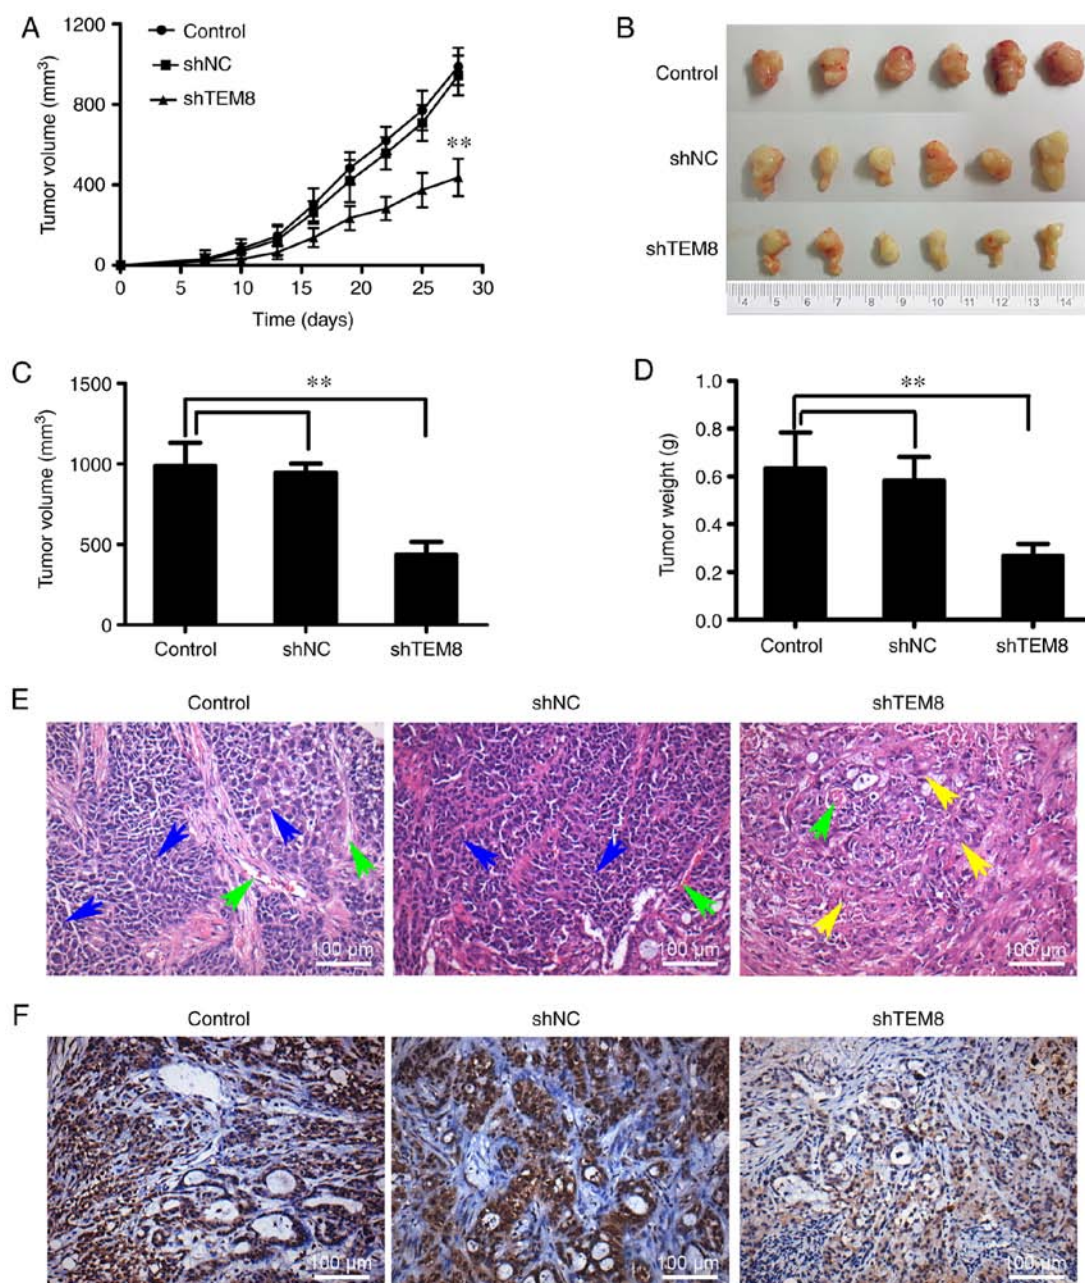 A
1200
800
400
0
Tumor volume (mm³)
Control
shNC
shTEM8
**
0 5 10 15 20 25 30
Time (days)
B
Control
shNC
shTEM8
4 5 6 7 8 9 10 11 12 13 14
C
1500
1000
500
0
Tumor volume (mm³)
**
Control shNC shTEM8
D
1.0
0.8
0.6
0.4
0.2
0.0
Tumor weight (g)
**
Control shNC shTEM8
E
Control shNC shTEM8
100 μm 100 μm 100 μm
F
Control shNC shTEM8
100 μm 100 μm 100 μm